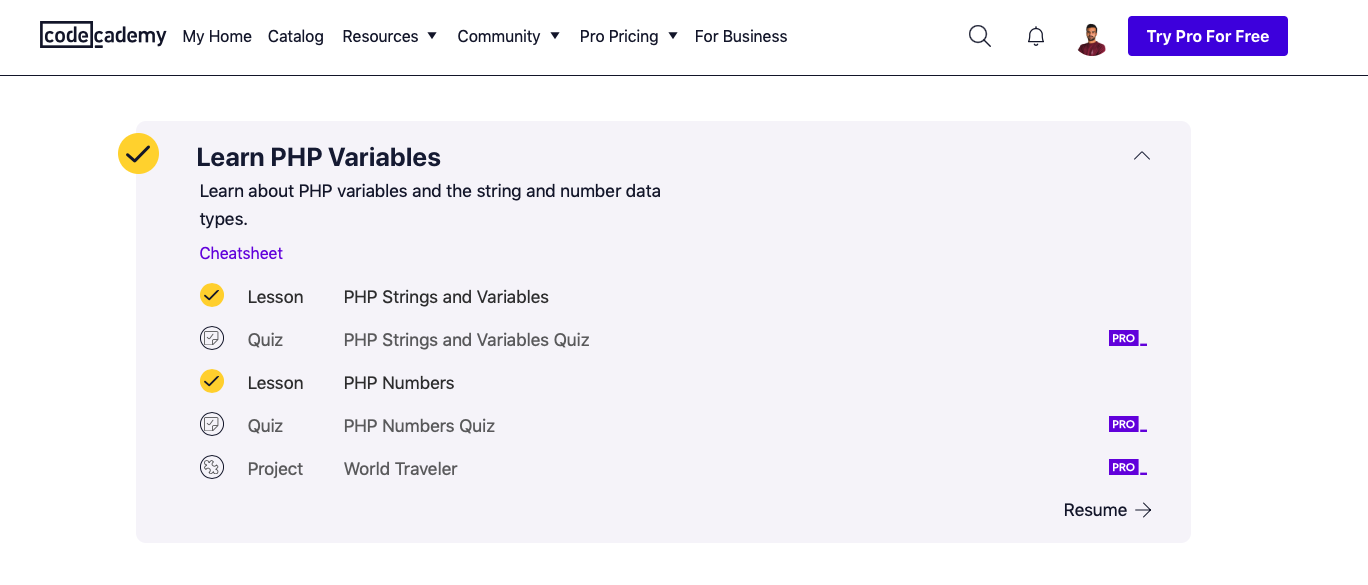 codecademy My Home Catalog Resources Community Pro Pricing For Business Try Pro For Free
Learn PHP Variables
Learn about PHP variables and the string and number data
types.
Cheatsheet
Lesson PHP Strings and Variables
Quiz PHP Strings and Variables Quiz PRO
Lesson PHP Numbers
Quiz PHP Numbers Quiz PRO
Project World Traveler PRO
Resume